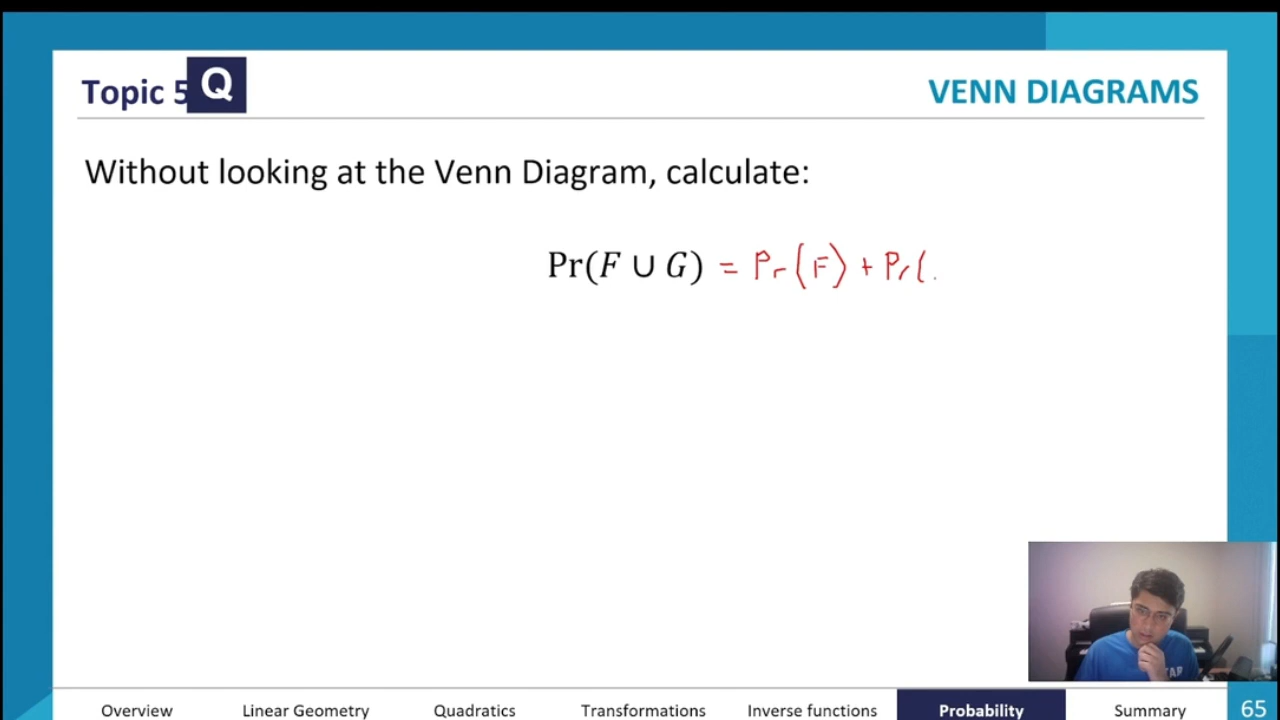 Topic 5 Q VENN DIAGRAMS
Without looking at the Venn Diagram, calculate:
Pr(F ∪ G) = Pr(F) + Pr(
Overview Linear Geometry Quadratics Transformations Inverse functions Probability Summary 65